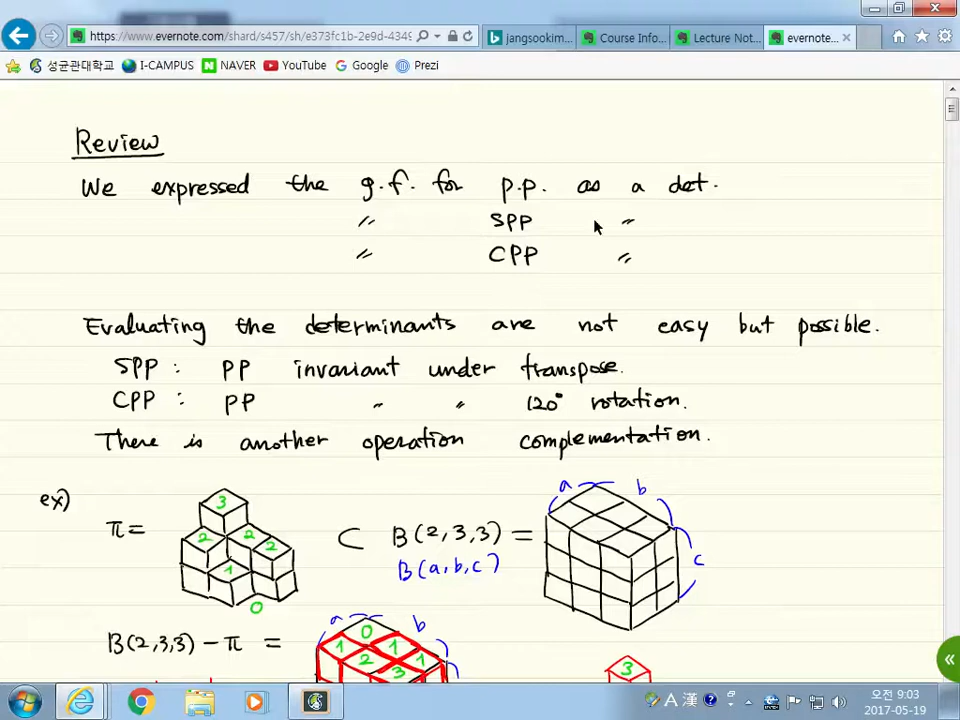 https://www.evernote.com/shard/s457/sh/e373fc1b-2e9d-4349
jangsookim...
Course Info...
Lecture Not...
evernote...
성균관대학교 I-CAMPUS NAVER YouTube Google Prezi
Review
We expressed the g.f. for p.p. as a det.
〃 SPP 〃
〃 CPP 〃
Evaluating the determinants are not easy but possible.
SPP : PP invariant under transpose.
CPP : PP 〃 〃 120° rotation.
There is another operation complementation.
ex)
π =
3
2 2 2
1
0
⊂ B(2,3,3) =
B(a,b,c)
a b
c
B(2,3,3) - π =
a b
0
1 1
2 1
3
3
A 漢
오전 9:03
2017-05-19